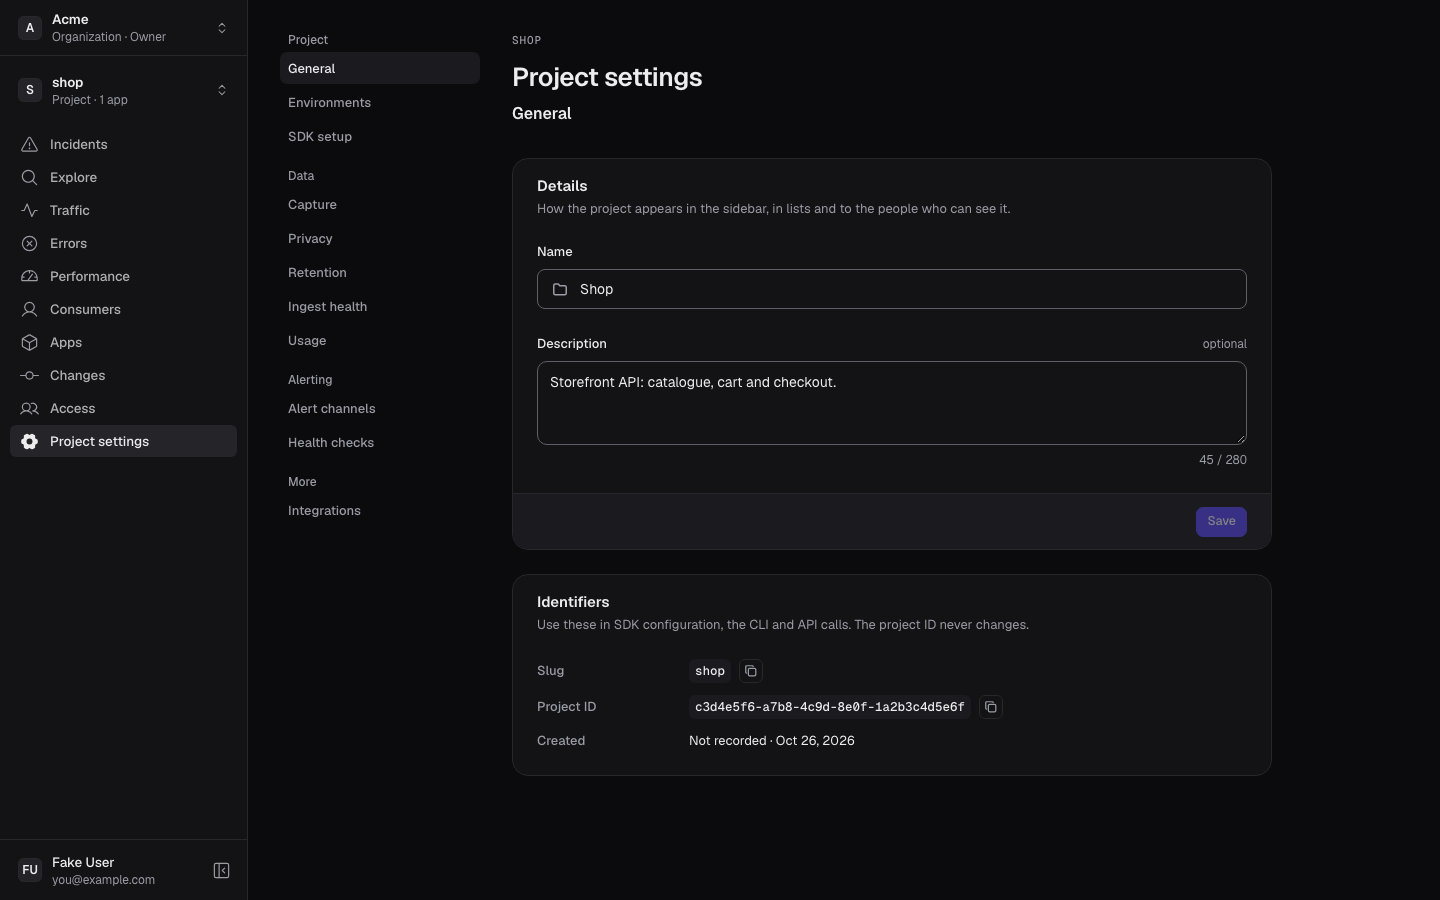 A
Acme
Organization · Owner
S
shop
Project · 1 app
Incidents
Explore
Traffic
Errors
Performance
Consumers
Apps
Changes
Access
Project settings
FU
Fake User
you@example.com
Project
General
Environments
SDK setup
Data
Capture
Privacy
Retention
Ingest health
Usage
Alerting
Alert channels
Health checks
More
Integrations
SHOP
Project settings
General
Details
How the project appears in the sidebar, in lists and to the people who can see it.
Name
Shop
Description optional
Storefront API: catalogue, cart and checkout.
45 / 280
Save
Identifiers
Use these in SDK configuration, the CLI and API calls. The project ID never changes.
Slug shop
Project ID c3d4e5f6-a7b8-4c9d-8e0f-1a2b3c4d5e6f
Created Not recorded · Oct 26, 2026